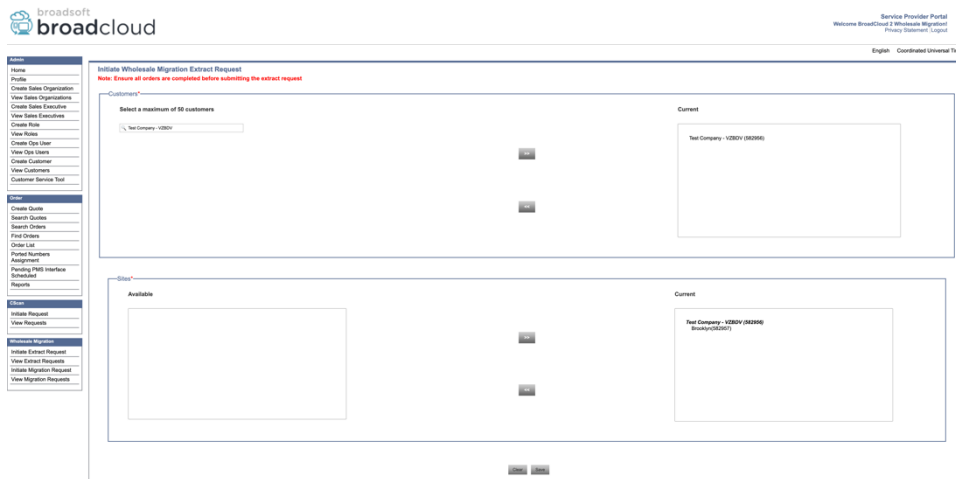 broadsoft
broadcloud
Service Provider Portal
Welcome BroadCloud 2 Wholesale Migration!
Privacy Statement Logout
English Coordinated Universal Ti
Admin
Home
Profile
Create Sales Organization
View Sales Organizations
Create Sales Executive
View Sales Executives
Create Role
View Roles
Create Ops User
View Ops Users
Create Customer
View Customers
Customer Service Tool
Order
Create Quote
Search Quotes
Search Orders
Find Orders
Order List
Ported Numbers
Assignment
Pending PMS Interface
Scheduled
Reports
CScan
Initiate Request
View Requests
Wholesale Migration
Initiate Extract Request
View Extract Requests
Initiate Migration Request
View Migration Requests
Initiate Wholesale Migration Extract Request
Note: Ensure all orders are completed before submitting the extract request
Customers*
Select a maximum of 50 customers
Test Company - VZBDV
>>
<<
Current
Test Company - VZBDV (582956)
Sites*
Available
>>
<<
Current
Test Company - VZBDV (582956)
Brooklyn(582957)
Clear Save